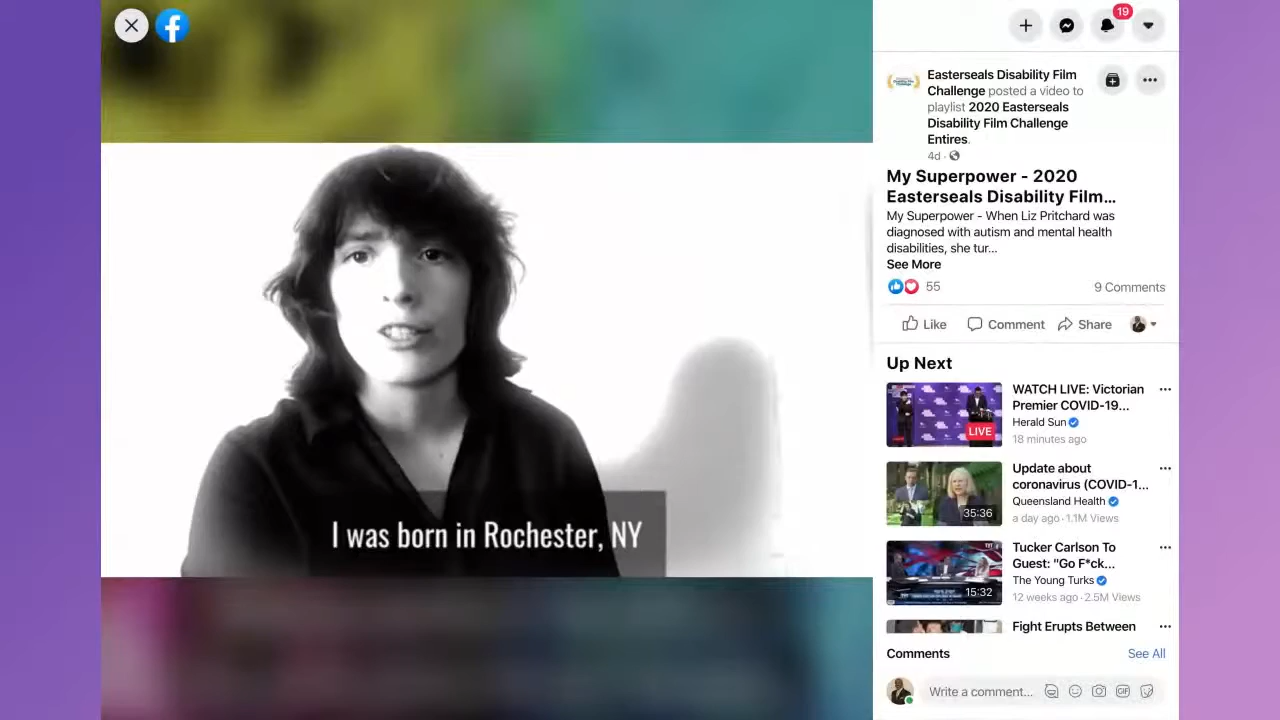 19
Easterseals Disability Film
Challenge posted a video to
playlist 2020 Easterseals
Disability Film Challenge
Entires.
4d ·
My Superpower - 2020
Easterseals Disability Film...
My Superpower - When Liz Pritchard was
diagnosed with autism and mental health
disabilities, she tur...
See More
55
9 Comments
Like
Comment
Share
Up Next
WATCH LIVE: Victorian
Premier COVID-19...
Herald Sun
18 minutes ago
LIVE
Update about
coronavirus (COVID-1...
Queensland Health
a day ago · 1.1M Views
35:36
Tucker Carlson To
Guest: "Go F*ck...
The Young Turks
12 weeks ago · 2.5M Views
15:32
Fight Erupts Between
Comments
See All
Write a comment...
GIF
I was born in Rochester, NY